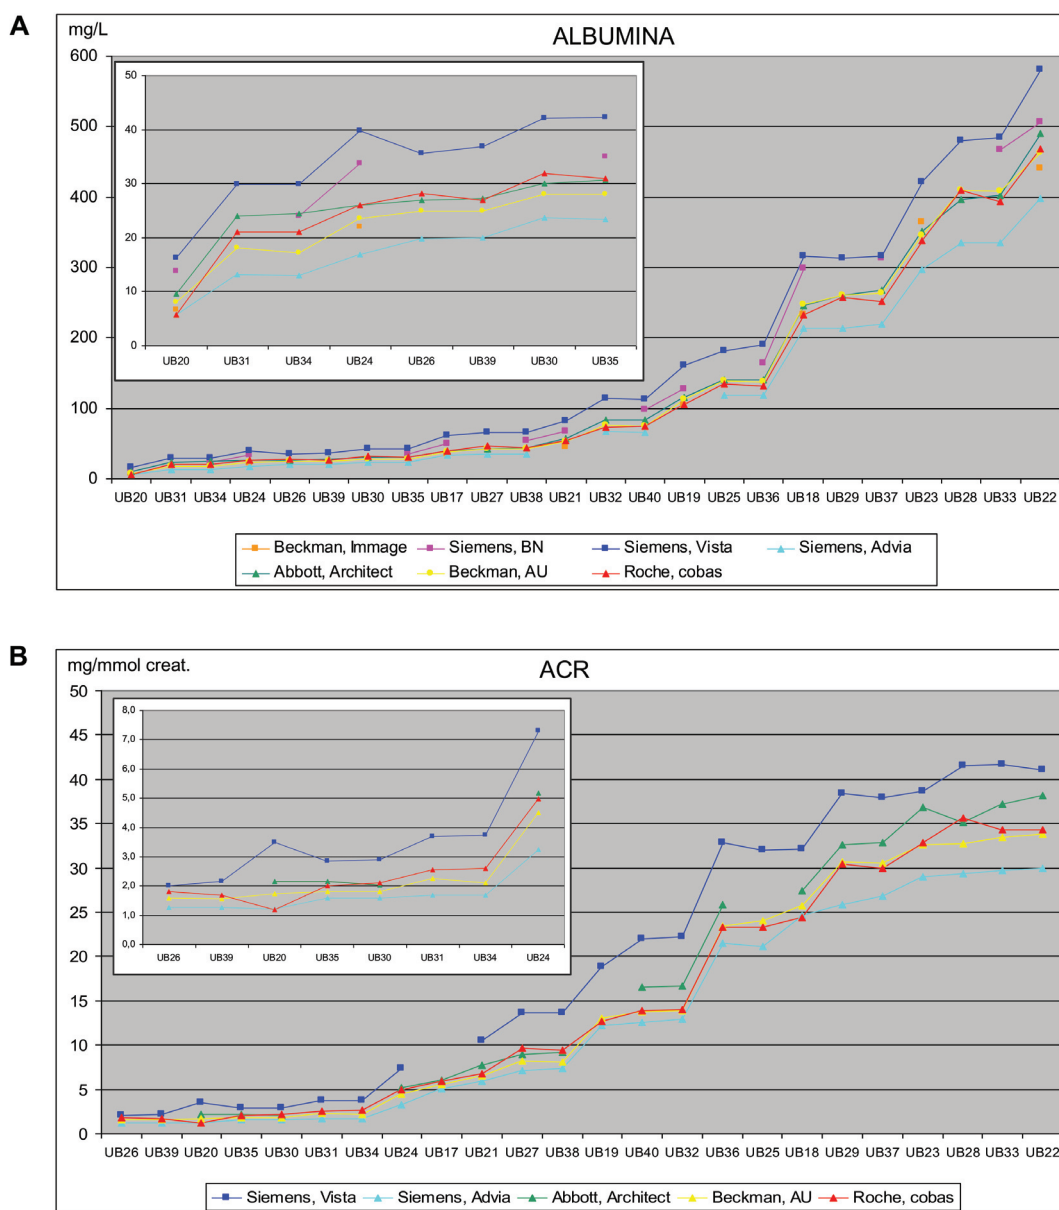 A
mg/L
ALBUMINA
600
500
400
300
200
100
0
50
40
30
20
10
0
UB20 UB31 UB34 UB24 UB26 UB39 UB30 UB35
UB20 UB31 UB34 UB24 UB26 UB39 UB30 UB35 UB17 UB27 UB38 UB21 UB32 UB40 UB19 UB25 UB36 UB18 UB29 UB37 UB23 UB28 UB33 UB22
Beckman, Immage Siemens, BN Siemens, Vista Siemens, Advia
Abbott, Architect Beckman, AU Roche, cobas
B
mg/mmol creat.
ACR
50
45
40
35
30
25
20
15
10
5
0
8,0
7,0
6,0
5,0
4,0
3,0
2,0
1,0
0,0
UB26 UB39 UB20 UB35 UB30 UB31 UB34 UB24
UB26 UB39 UB20 UB35 UB30 UB31 UB34 UB24 UB17 UB21 UB27 UB38 UB19 UB40 UB32 UB36 UB25 UB18 UB29 UB37 UB23 UB28 UB33 UB22
Siemens, Vista Siemens, Advia Abbott, Architect Beckman, AU Roche, cobas